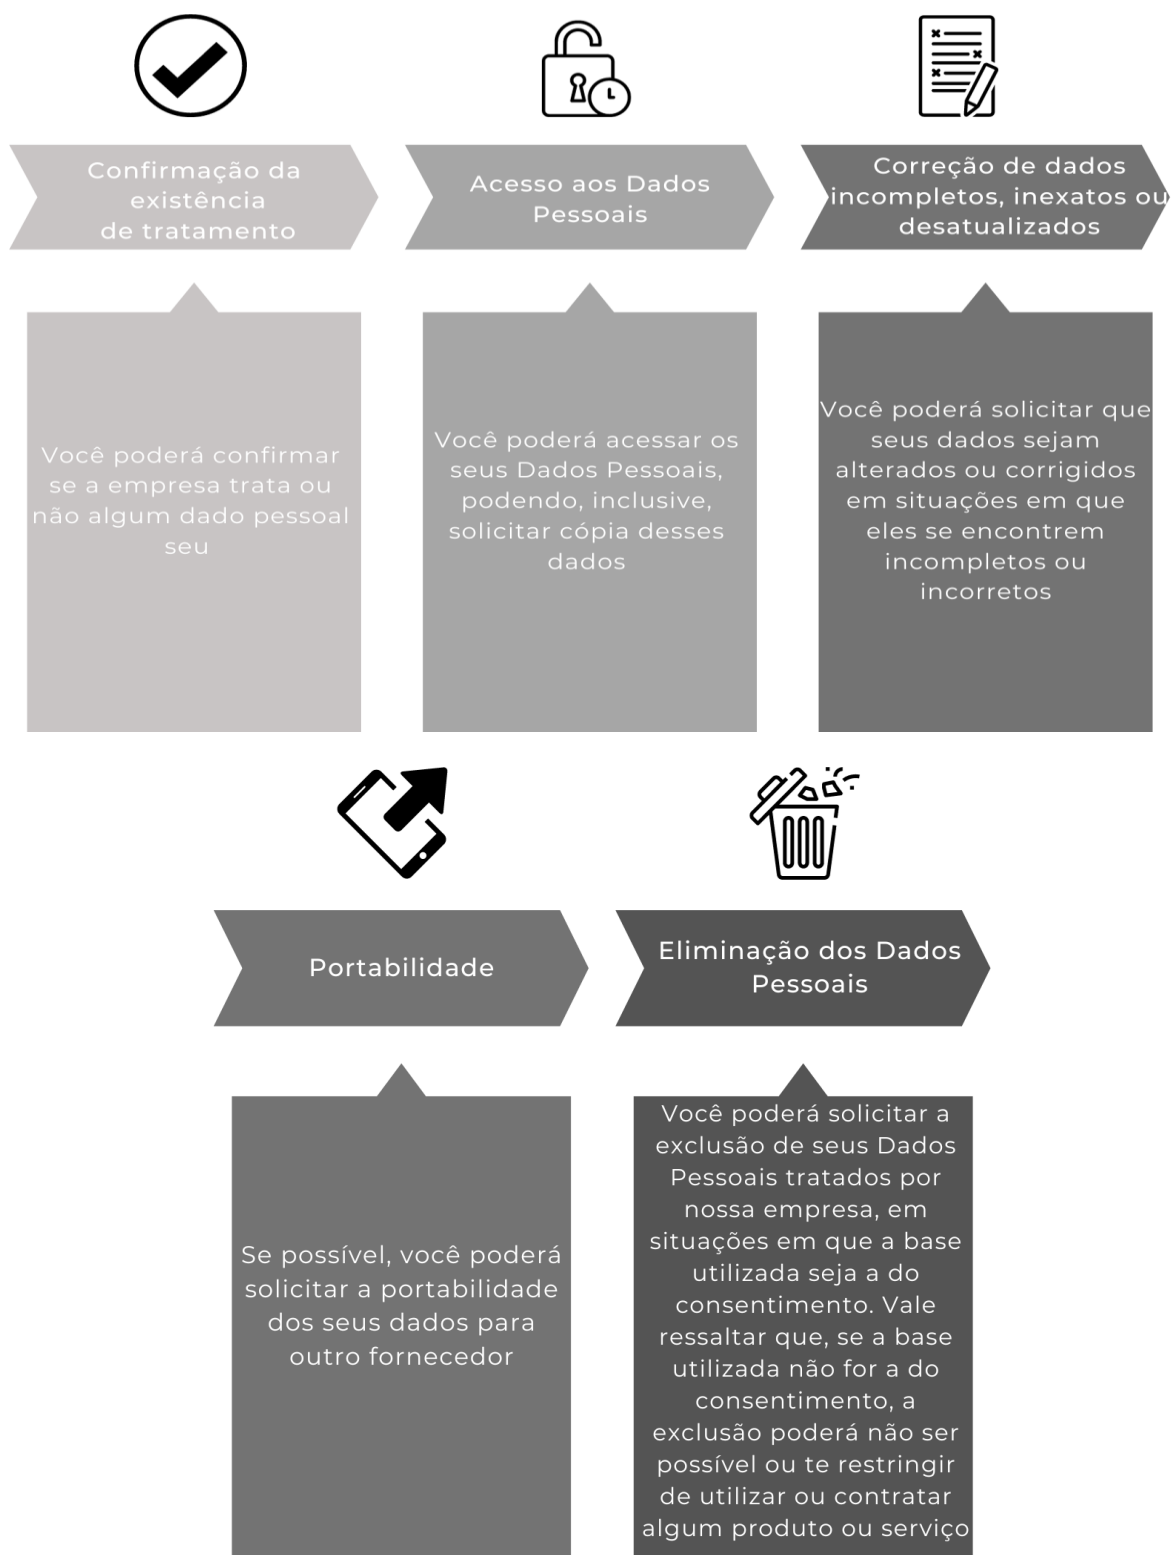 Confirmação da
existência
de tratamento
Acesso aos Dados
Pessoais
Correção de dados
incompletos, inexatos ou
desatualizados
Você poderá confirmar
se a empresa trata ou
não algum dado pessoal
seu
Você poderá acessar os
seus Dados Pessoais,
podendo, inclusive,
solicitar cópia desses
dados
Você poderá solicitar que
seus dados sejam
alterados ou corrigidos
em situações em que
eles se encontrem
incompletos ou
incorretos
Portabilidade
Eliminação dos Dados
Pessoais
Se possível, você poderá
solicitar a portabilidade
dos seus dados para
outro fornecedor
Você poderá solicitar a
exclusão de seus Dados
Pessoais tratados por
nossa empresa, em
situações em que a base
utilizada seja a do
consentimento. Vale
ressaltar que, se a base
utilizada não for a do
consentimento, a
exclusão poderá não ser
possível ou te restringir
de utilizar ou contratar
algum produto ou serviço